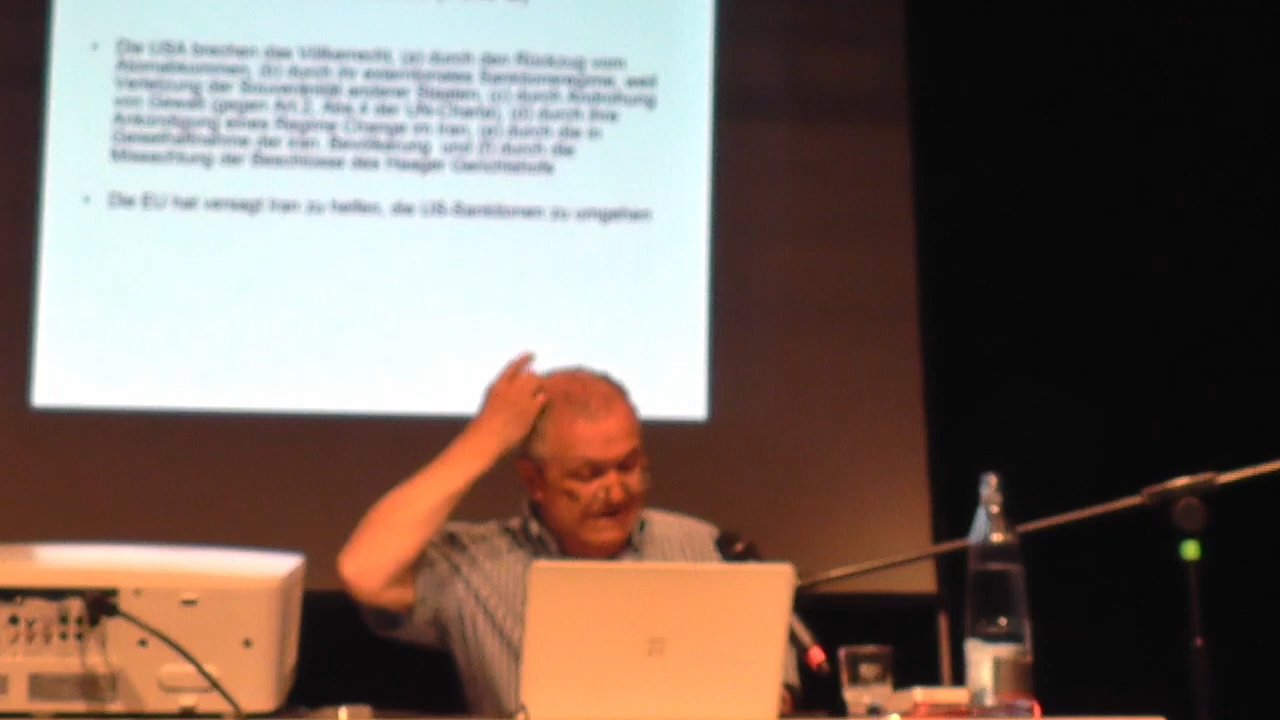 • Die USA brechen das Völkerrecht, (a) durch den Rückzug vom
Atomabkommen, (b) durch ihr exterritoriales Sanktionsregime, weil
Verletzung der Souveränität anderer Staaten, (c) durch Androhung
von Gewalt (gegen Art.2, Abs.4 der UN-Charta), (d) durch ihre
Ankündigung eines Regime Change im Iran, (e) durch die
Geiselhaftnahme der iran. Bevölkerung und (f) durch die
Missachtung der Beschlüsse des Haager Gerichtshofs
• Die EU hat versagt Iran zu helfen, die US-Sanktionen zu umgehen